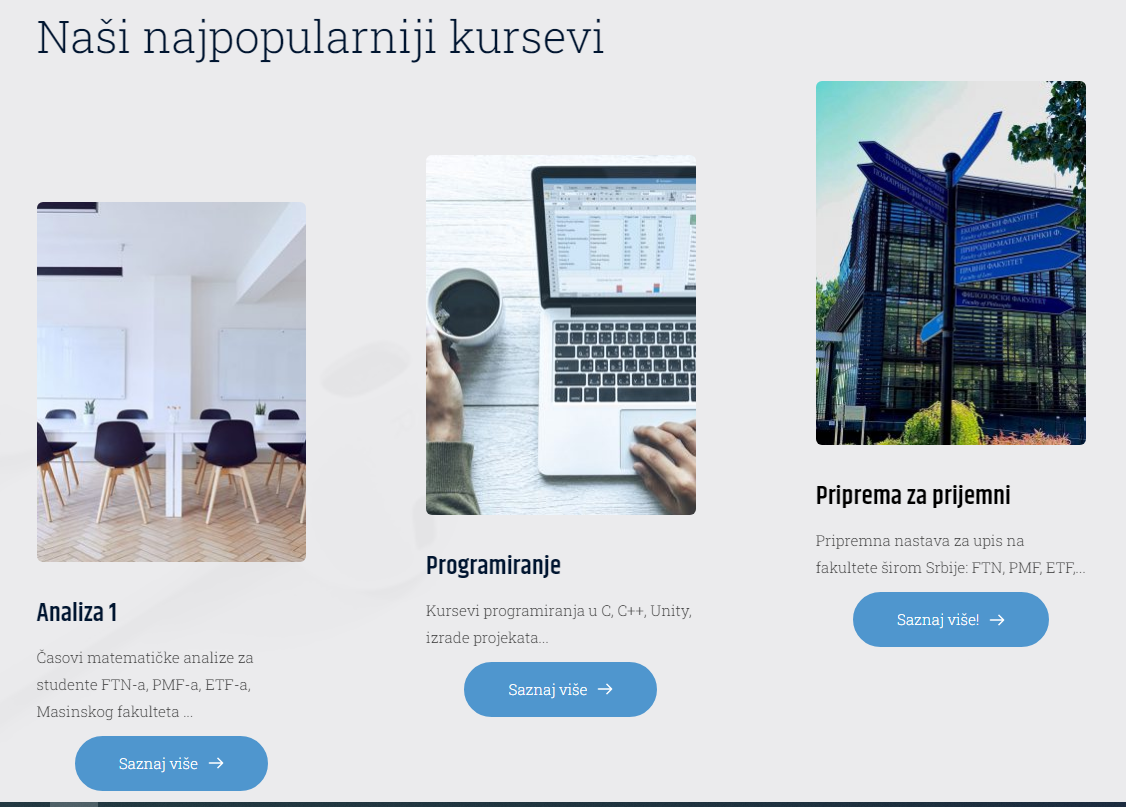 Naši najpopularniji kursevi
Analiza 1
Časovi matematičke analize za
studente FTN-a, PMF-a, ETF-a,
Masinskog fakulteta ...
Saznaj više
Programiranje
Kursevi programiranja u C, C++, Unity,
izrade projekata...
Saznaj više
ЕКОНОМСКИ ФАКУЛТЕТ
Faculty of Economics
ПРИРОДНО-МАТЕМАТИЧКИ Ф.
Faculty of Sciences
ПРАВНИ ФАКУЛТЕТ
Faculty of Law
ФИЛОЗОФСКИ ФАКУЛТЕТ
Faculty of Philosophy
Priprema za prijemni
Pripremna nastava za upis na
fakultete širom Srbije: FTN, PMF, ETF,...
Saznaj više!